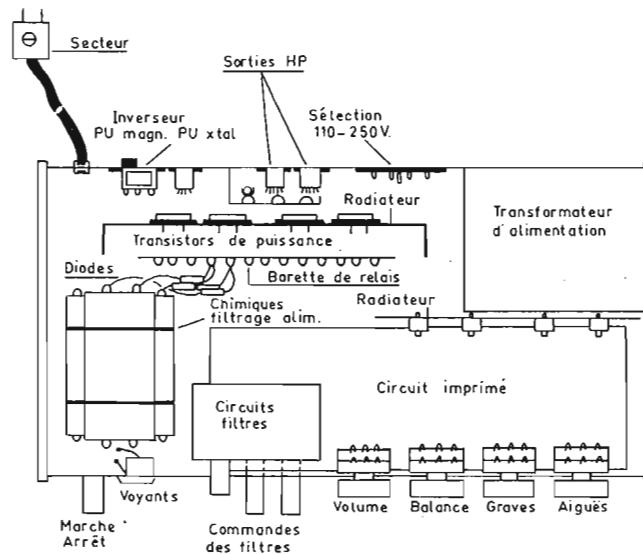 Secteur
Sorties HP
Inverseur
PU magn. PU xtal
Sélection
110-250V.
Radiateur
Transformateur
d'alimentation
Transistors de puissance
Diodes
Barette de relais
Chimiques
filtrage alim.
Radiateur
Circuit imprimé
Circuits
filtres
Voyants
Volume
Balance
Graves
Aiguës
Marche
Arrêt
Commandes
des filtres